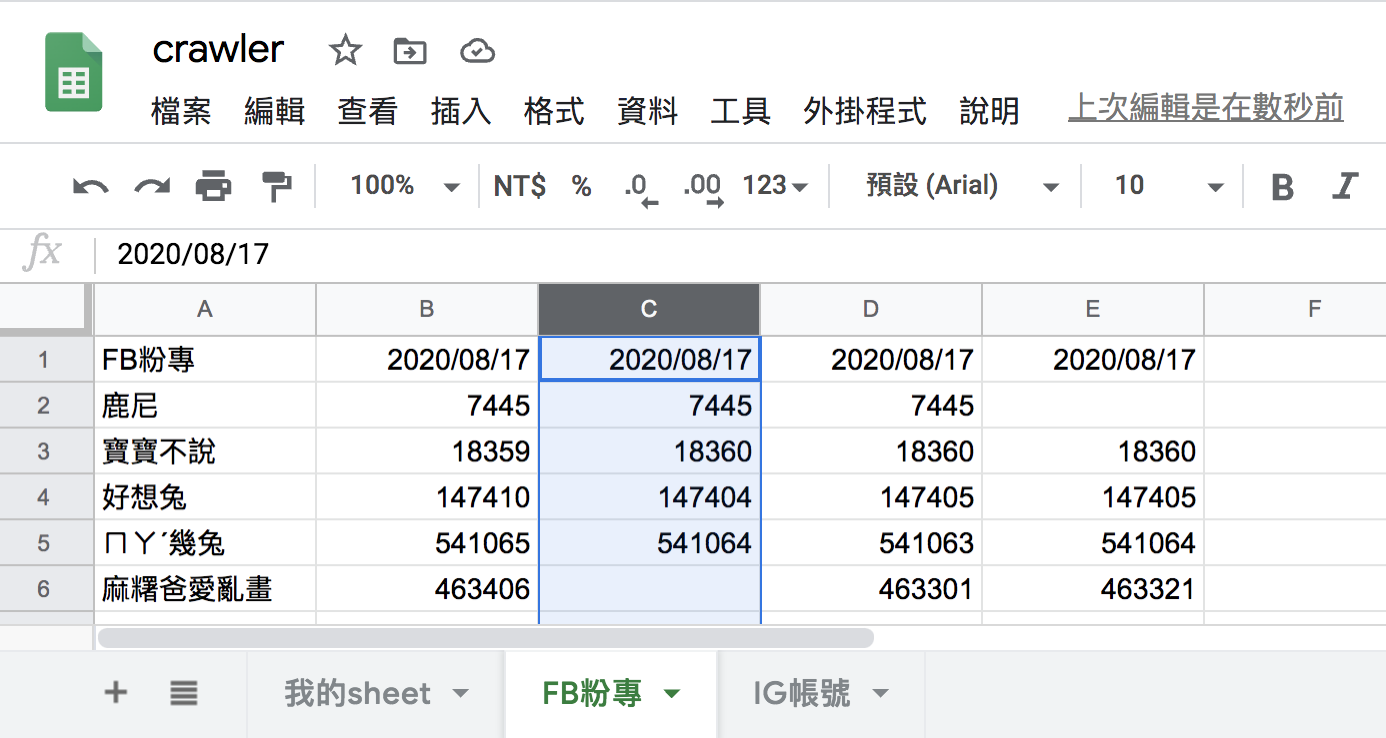 crawler
檔案 編輯 查看 插入 格式 資料 工具 外掛程式 說明 上次編輯是在數秒前
100% NT$ % .0 .00 123 預設 (Arial) 10 B I
fx 2020/08/17
A B C D E F
1 FB粉專 2020/08/17 2020/08/17 2020/08/17 2020/08/17
2 鹿尼 7445 7445 7445
3 寶寶不說 18359 18360 18360 18360
4 好想兔 147410 147404 147405 147405
5 ㄇㄚˊ幾兔 541065 541064 541063 541064
6 麻糬爸愛亂畫 463406 463301 463321
+ 我的sheet FB粉專 IG帳號